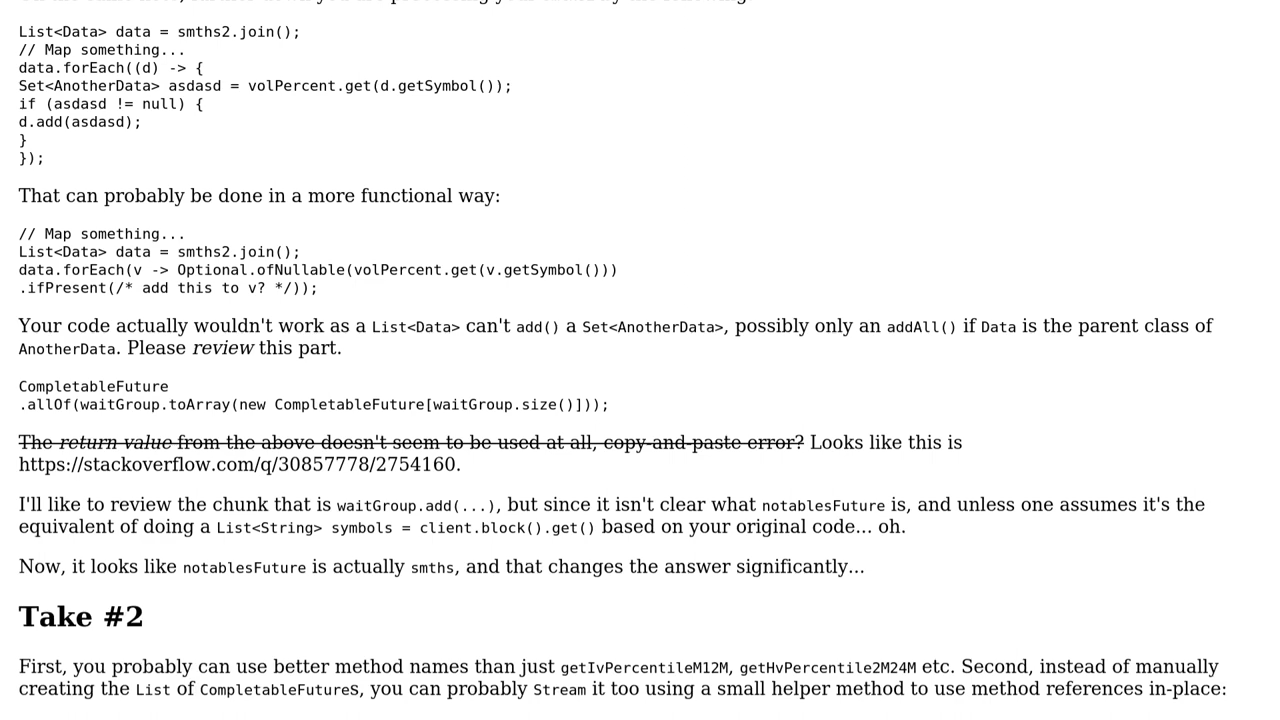 List<Data> data = smths2.join();
// Map something...
data.forEach((d) -> {
Set<AnotherData> asdasd = volPercent.get(d.getSymbol());
if (asdasd != null) {
d.add(asdasd);
}
});
That can probably be done in a more functional way:
// Map something...
List<Data> data = smths2.join();
data.forEach(v -> Optional.ofNullable(volPercent.get(v.getSymbol()))
.ifPresent(/* add this to v? */));
Your code actually wouldn't work as a List<Data> can't add() a Set<AnotherData>, possibly only an addAll() if Data is the parent class of
AnotherData. Please review this part.
CompletableFuture
.allOf(waitGroup.toArray(new CompletableFuture[waitGroup.size()]));
The return value from the above doesn't seem to be used at all, copy-and-paste error? Looks like this is
https://stackoverflow.com/q/30857778/2754160.
I'll like to review the chunk that is waitGroup.add(...), but since it isn't clear what notablesFuture is, and unless one assumes it's the
equivalent of doing a List<String> symbols = client.block().get() based on your original code... oh.
Now, it looks like notablesFuture is actually smths, and that changes the answer significantly...
Take #2
First, you probably can use better method names than just getIvPercentileM12M, getHvPercentile2M24M etc. Second, instead of manually
creating the List of CompletableFutures, you can probably Stream it too using a small helper method to use method references in-place: